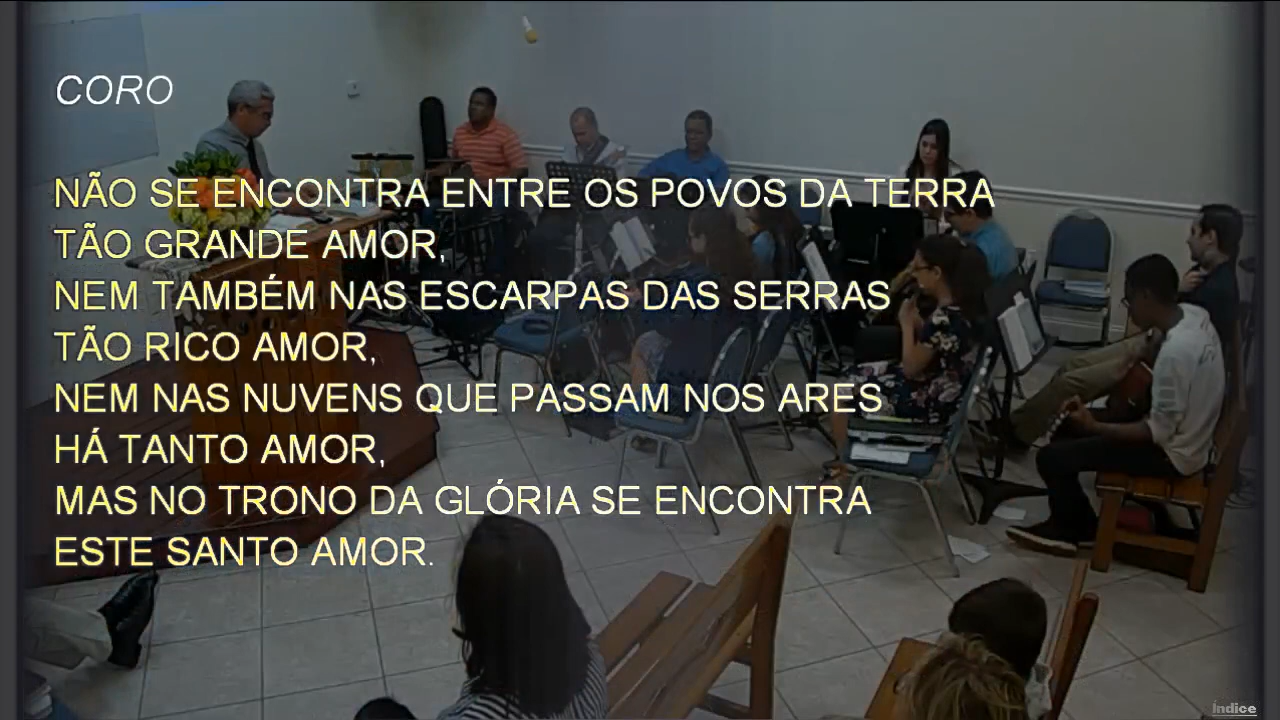 CORO
NÃO SE ENCONTRA ENTRE OS POVOS DA TERRA
TÃO GRANDE AMOR,
NEM TAMBÉM NAS ESCARPAS DAS SERRAS
TÃO RICO AMOR,
NEM NAS NUVENS QUE PASSAM NOS ARES
HÁ TANTO AMOR,
MAS NO TRONO DA GLÓRIA SE ENCONTRA
ESTE SANTO AMOR.
Índice